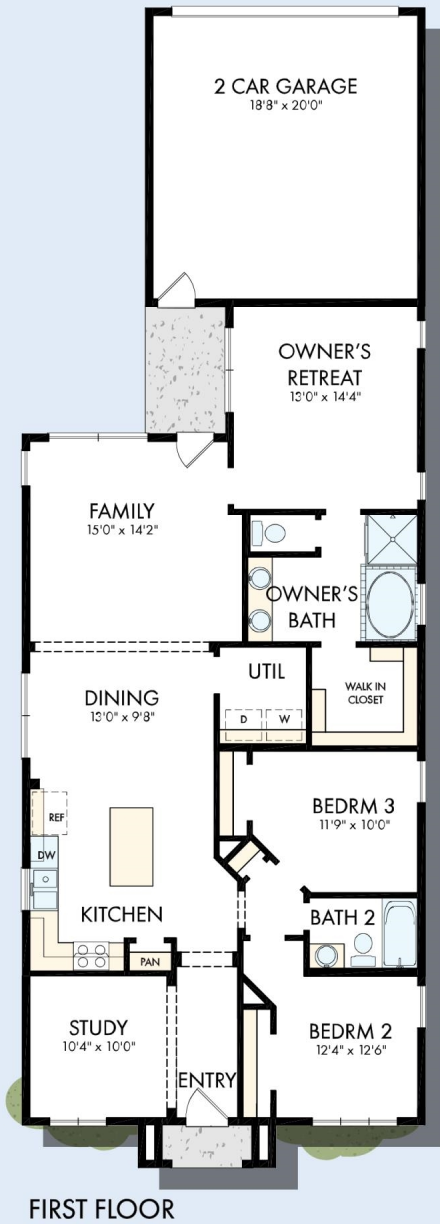 2 CAR GARAGE
18'8" x 20'0"
OWNER'S
RETREAT
13'0" x 14'4"
FAMILY
15'0" x 14'2"
OWNER'S
BATH
UTIL
D W
WALK IN
CLOSET
DINING
13'0" x 9'8"
REF
DW
KITCHEN
PAN
BEDRM 3
11'9" x 10'0"
BATH 2
STUDY
10'4" x 10'0"
ENTRY
BEDRM 2
12'4" x 12'6"
FIRST FLOOR